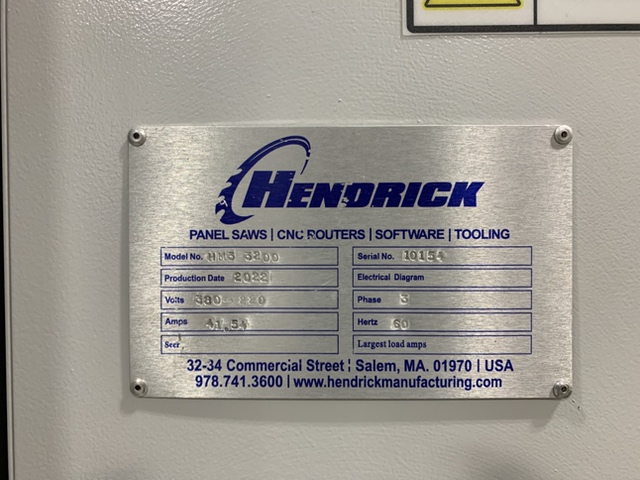 HENDRICK
PANEL SAWS | CNC ROUTERS | SOFTWARE | TOOLING
Model No. HMS 3200 Serial No. 10154
Production Date 2022 Electrical Diagram
Volts 380-220 Phase 3
Amps Hertz 60
Largest load amps
32-34 Commercial Street | Salem, MA. 01970 | USA
978.741.3600 | www.hendrickmanufacturing.com